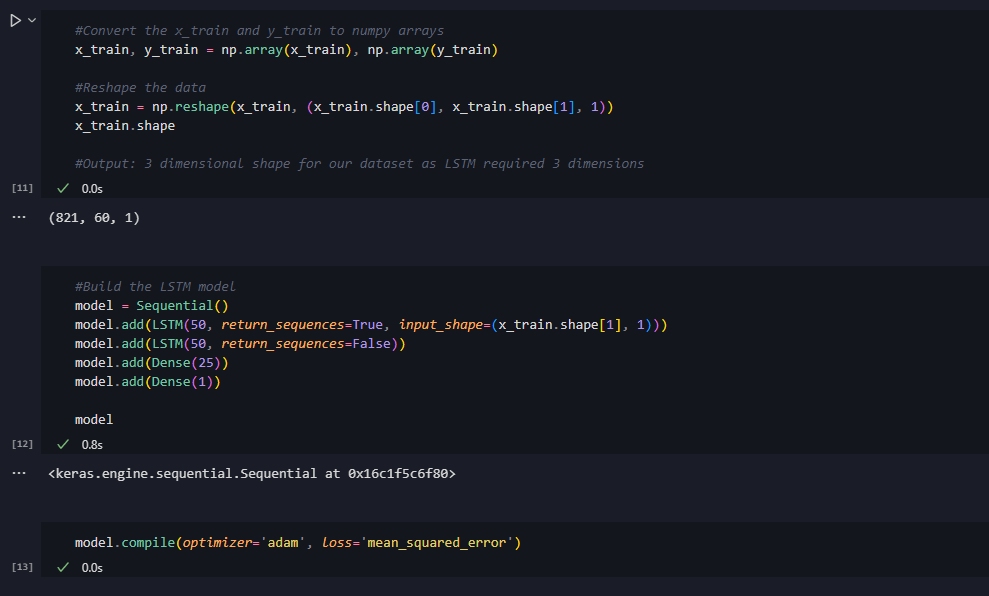 #Convert the x_train and y_train to numpy arrays
x_train, y_train = np.array(x_train), np.array(y_train)
#Reshape the data
x_train = np.reshape(x_train, (x_train.shape[0], x_train.shape[1], 1))
x_train.shape
#Output: 3 dimensional shape for our dataset as LSTM required 3 dimensions
[11] ✓ 0.0s
... (821, 60, 1)
#Build the LSTM model
model = Sequential()
model.add(LSTM(50, return_sequences=True, input_shape=(x_train.shape[1], 1)))
model.add(LSTM(50, return_sequences=False))
model.add(Dense(25))
model.add(Dense(1))
model
[12] ✓ 0.8s
... <keras.engine.sequential.Sequential at 0x16c1f5c6f80>
model.compile(optimizer='adam', loss='mean_squared_error')
[13] ✓ 0.0s